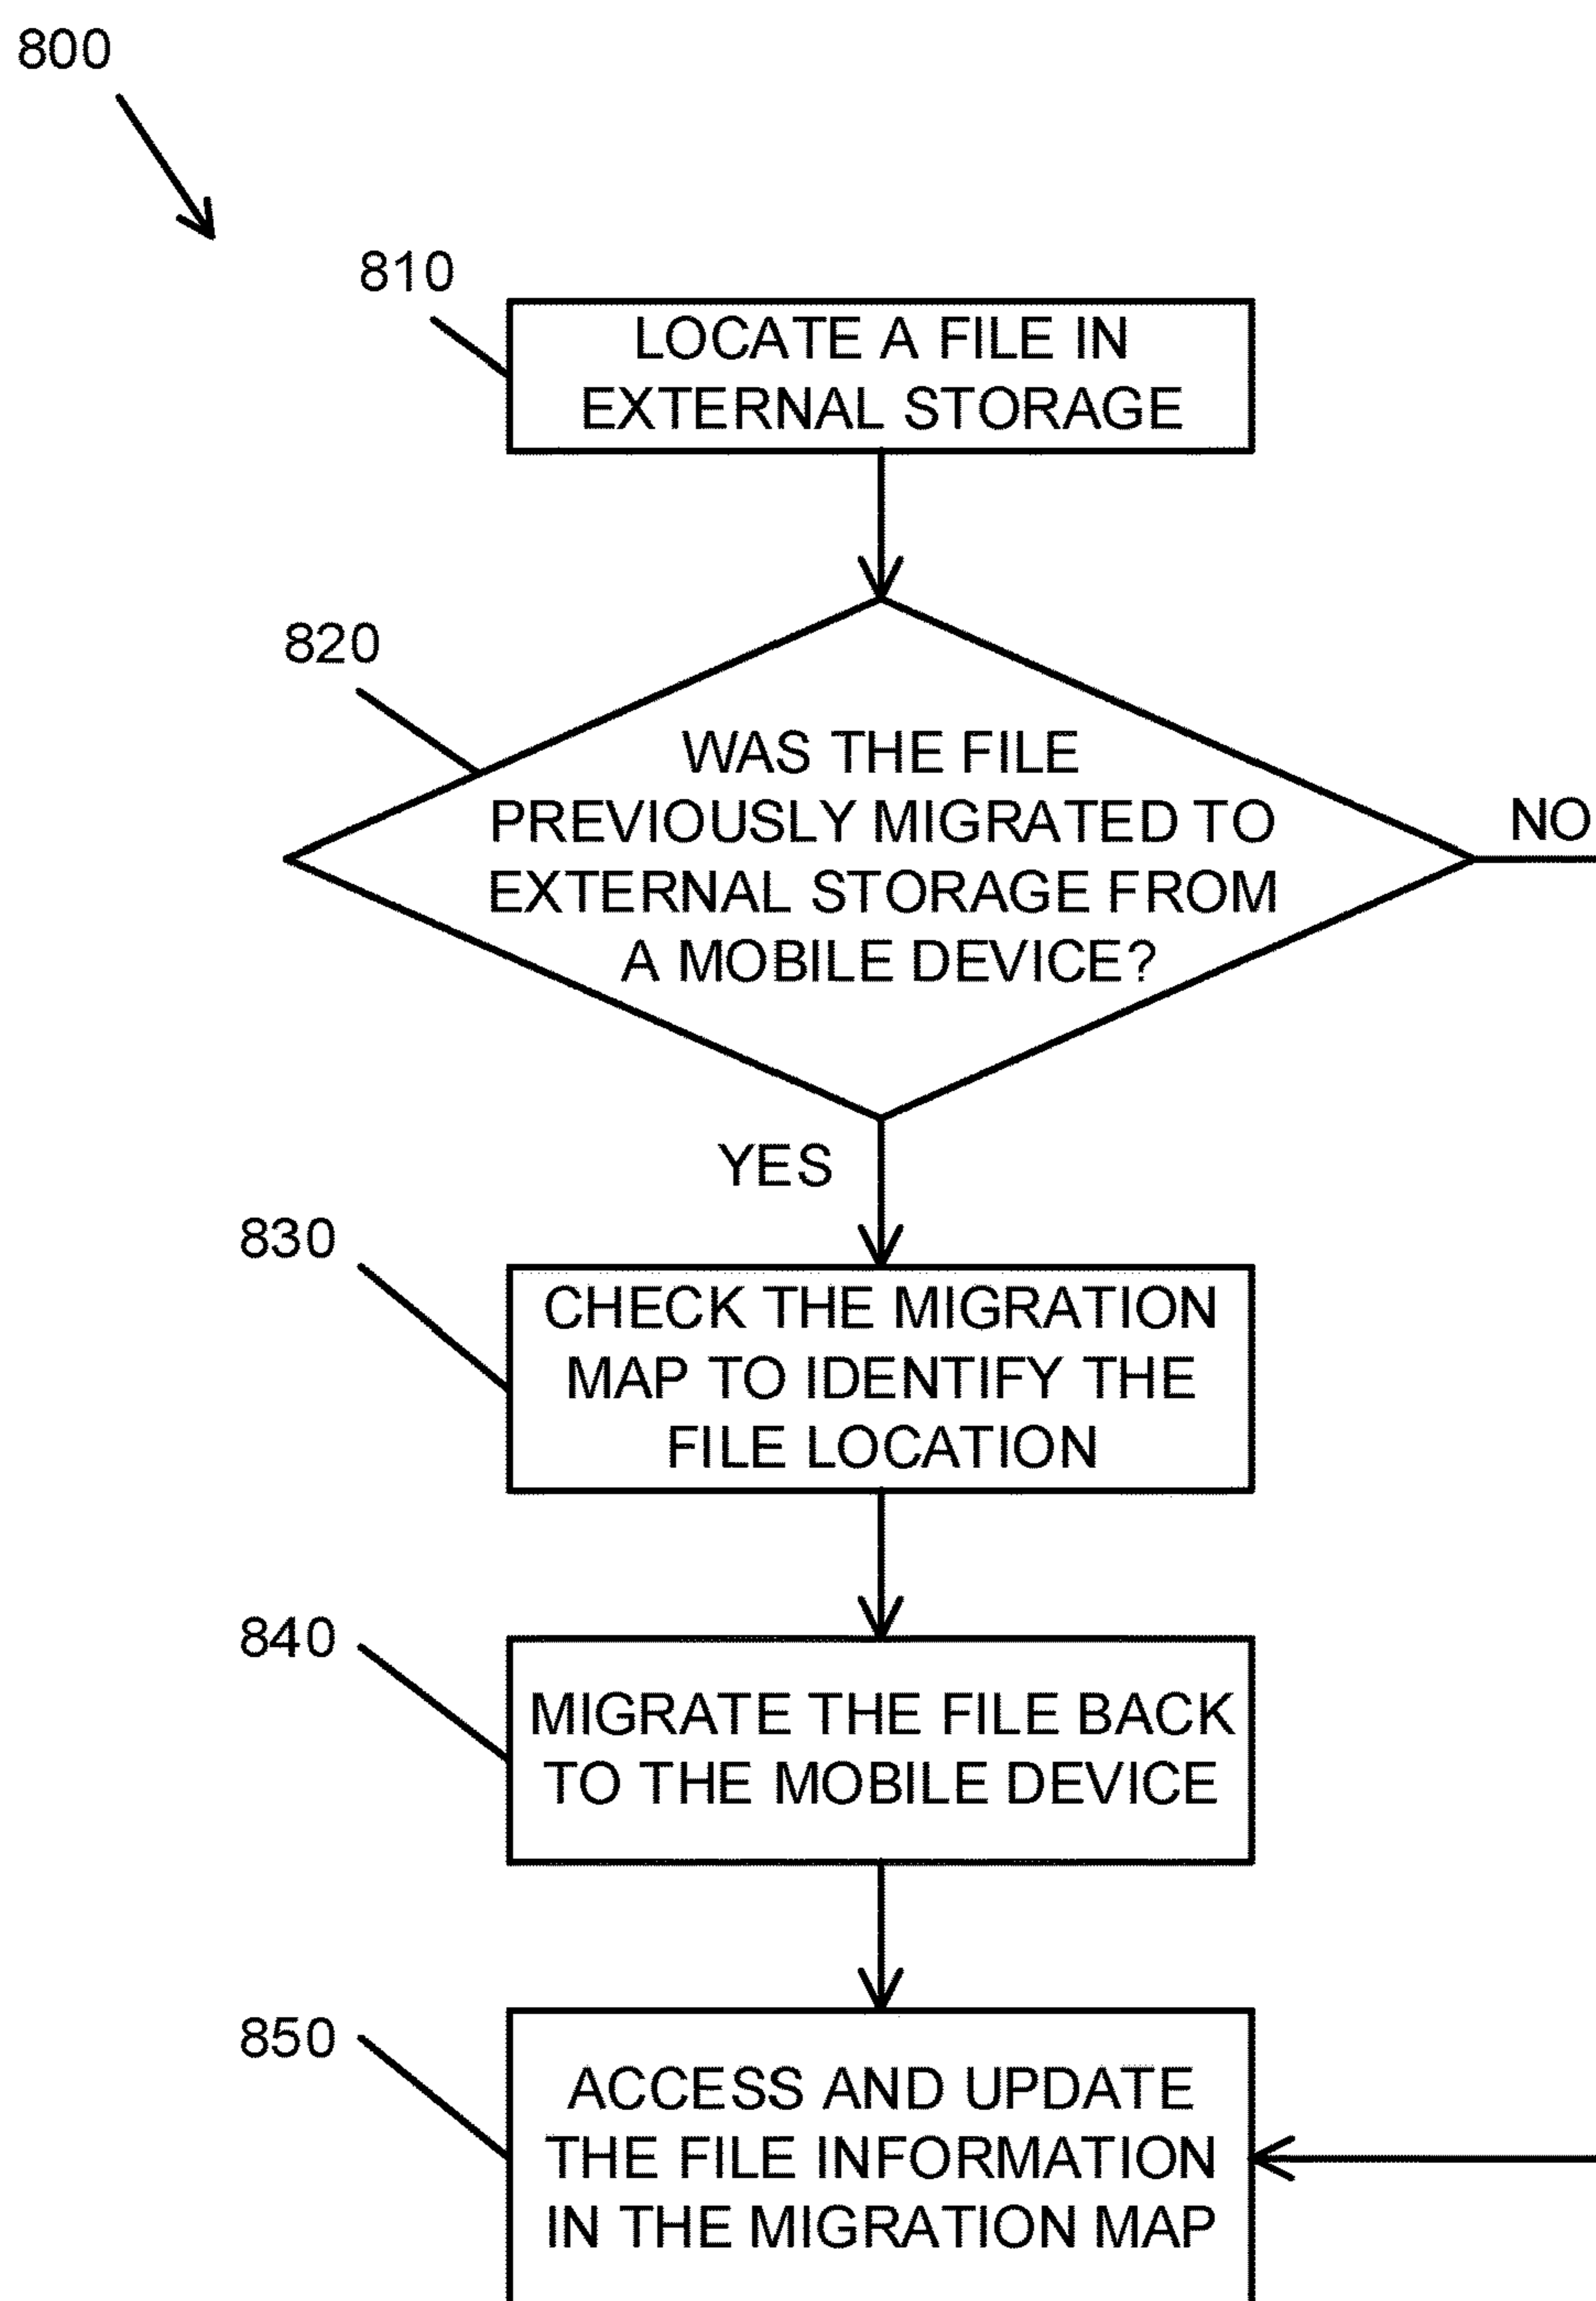 800
810
LOCATE A FILE IN
EXTERNAL STORAGE
820
WAS THE FILE
PREVIOUSLY MIGRATED TO
EXTERNAL STORAGE FROM
A MOBILE DEVICE?
NO
YES
830
CHECK THE MIGRATION
MAP TO IDENTIFY THE
FILE LOCATION
840
MIGRATE THE FILE BACK
TO THE MOBILE DEVICE
850
ACCESS AND UPDATE
THE FILE INFORMATION
IN THE MIGRATION MAP